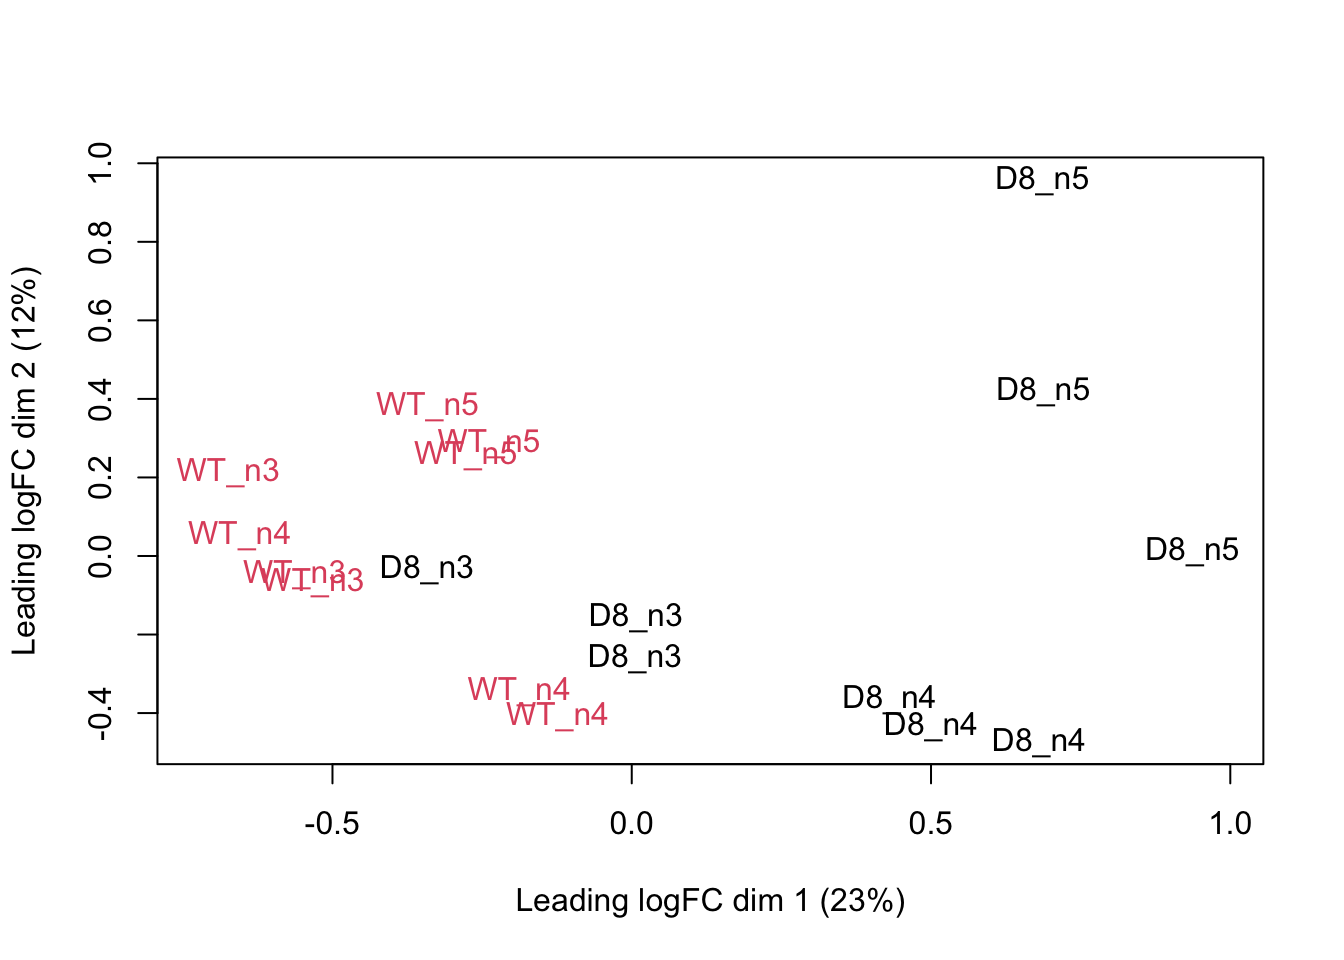 1.0
0.8
0.6
0.4
0.2
0.0
-0.4
Leading logFC dim 2 (12%)
D8_n5
D8_n5
WT_n5
WT_n5
WT_n5
WT_n3
WT_n4
D8_n5
D8_n3
WT_n3
WT_n3
D8_n3
D8_n3
WT_n4
D8_n4
WT_n4
D8_n4
D8_n4
-0.5
0.0
0.5
1.0
Leading logFC dim 1 (23%)